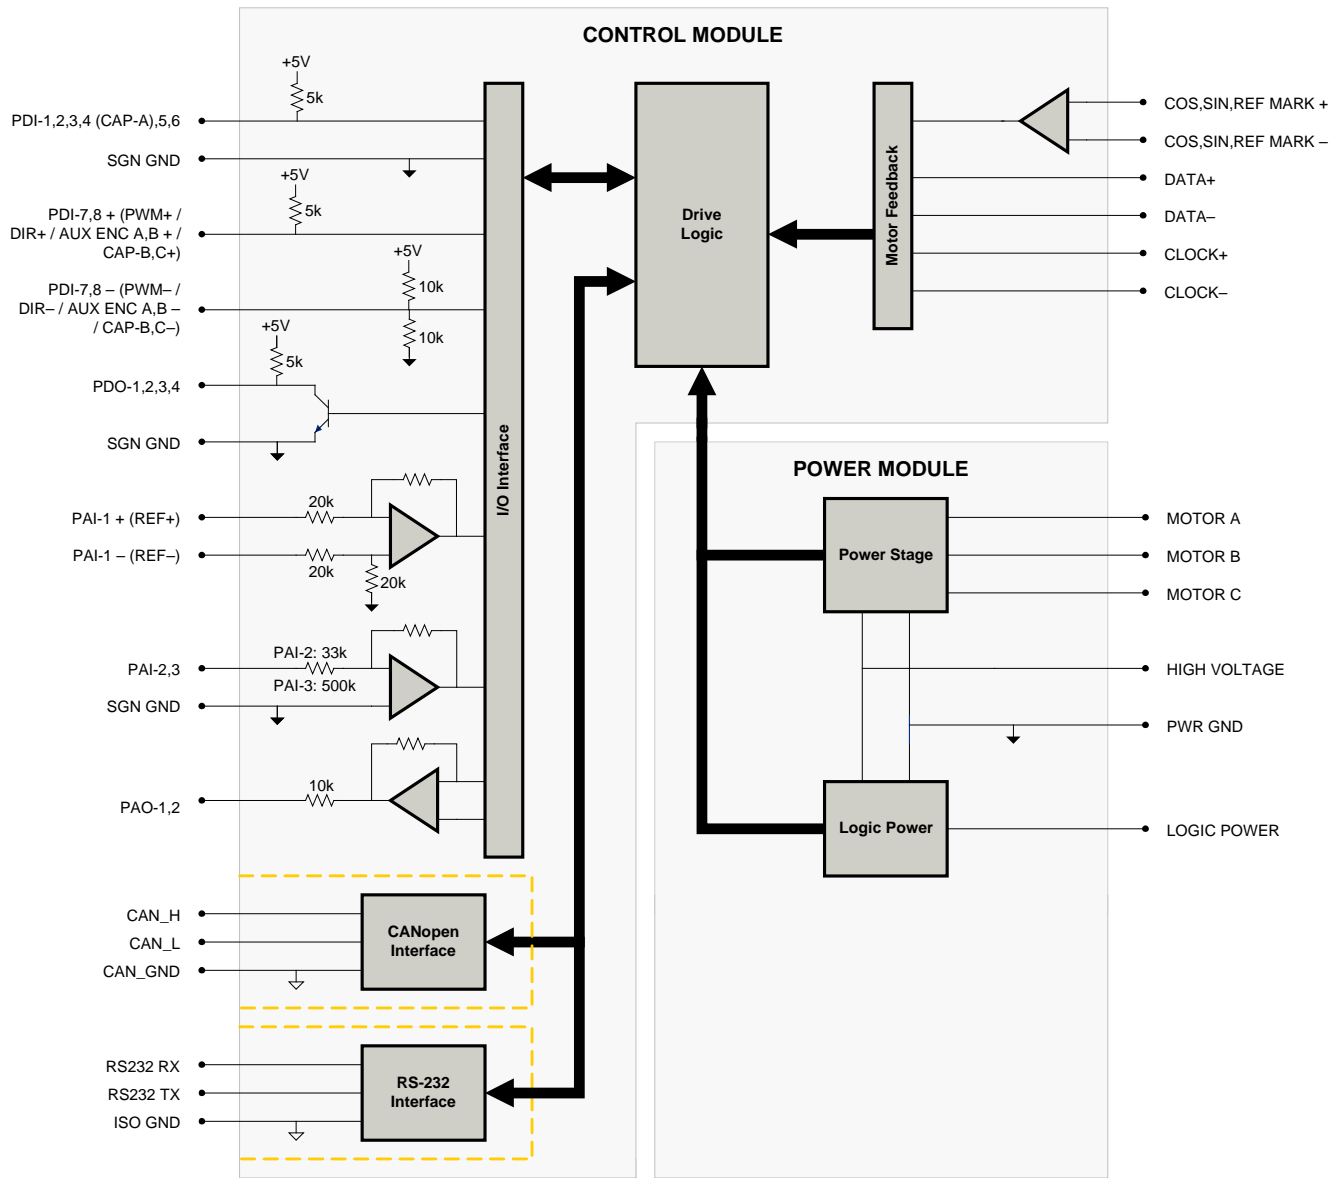 CONTROL MODULE
+5V
5k
PDI-1,2,3,4 (CAP-A),5,6
SGN GND
+5V
5k
PDI-7,8 + (PWM+ /
DIR+ / AUX ENC A,B + /
CAP-B,C+)
+5V
10k
PDI-7,8 – (PWM– /
DIR– / AUX ENC A,B –
/ CAP-B,C–)
10k
+5V
5k
PDO-1,2,3,4
SGN GND
20k
PAI-1 + (REF+)
PAI-1 – (REF–)
20k
20k
PAI-2: 33k
PAI-2,3
PAI-3: 500k
SGN GND
10k
PAO-1,2
I/O Interface
CAN_H
CAN_L
CAN_GND
CANopen
Interface
RS232 RX
RS232 TX
ISO GND
RS-232
Interface
Drive
Logic
Motor Feedback
COS,SIN,REF MARK +
COS,SIN,REF MARK –
DATA+
DATA–
CLOCK+
CLOCK–
POWER MODULE
Power Stage
MOTOR A
MOTOR B
MOTOR C
HIGH VOLTAGE
PWR GND
Logic Power
LOGIC POWER